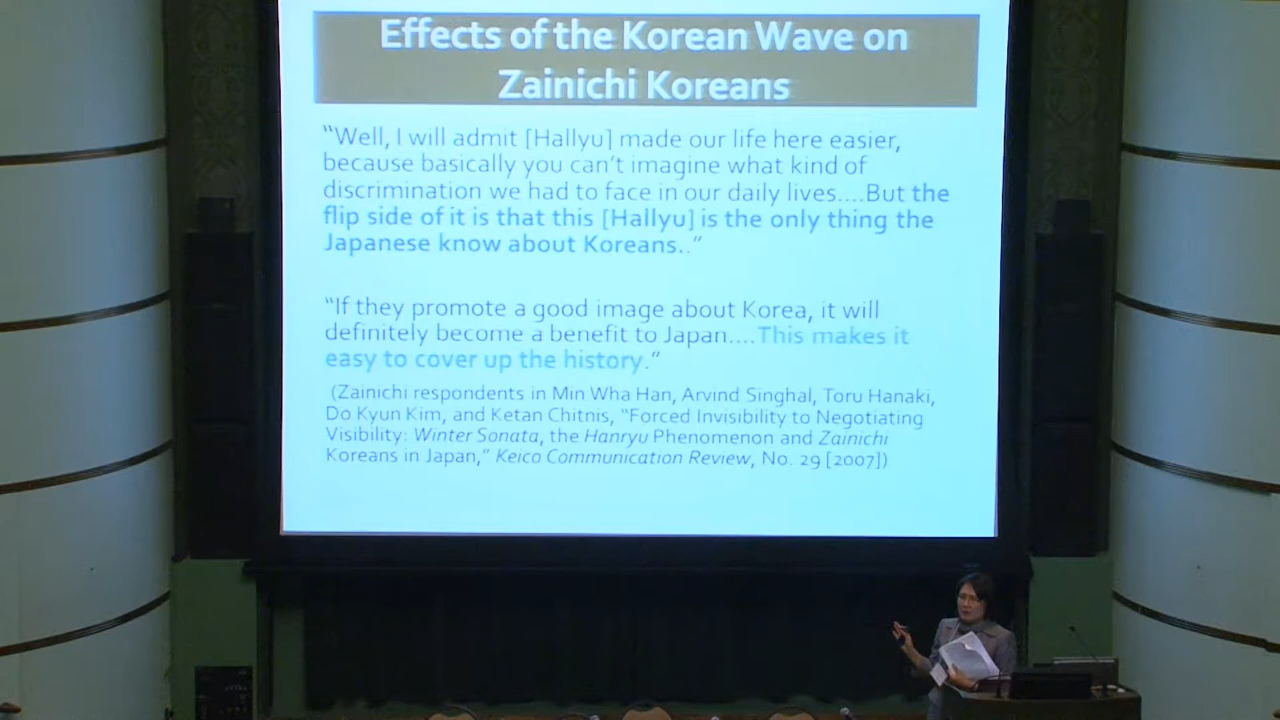 Effects of the Korean Wave on
Zainichi Koreans
“Well, I will admit [Hallyu] made our life here easier,
because basically you can’t imagine what kind of
discrimination we had to face in our daily lives....But the
flip side of it is that this [Hallyu] is the only thing the
Japanese know about Koreans..”
“If they promote a good image about Korea, it will
definitely become a benefit to Japan....This makes it
easy to cover up the history.”
(Zainichi respondents in Min Wha Han, Arvind Singhal, Toru Hanaki,
Do Kyun Kim, and Ketan Chitnis, “Forced Invisibility to Negotiating
Visibility: Winter Sonata, the Hanryu Phenomenon and Zainichi
Koreans in Japan,” Keico Communication Review, No. 29 [2007])